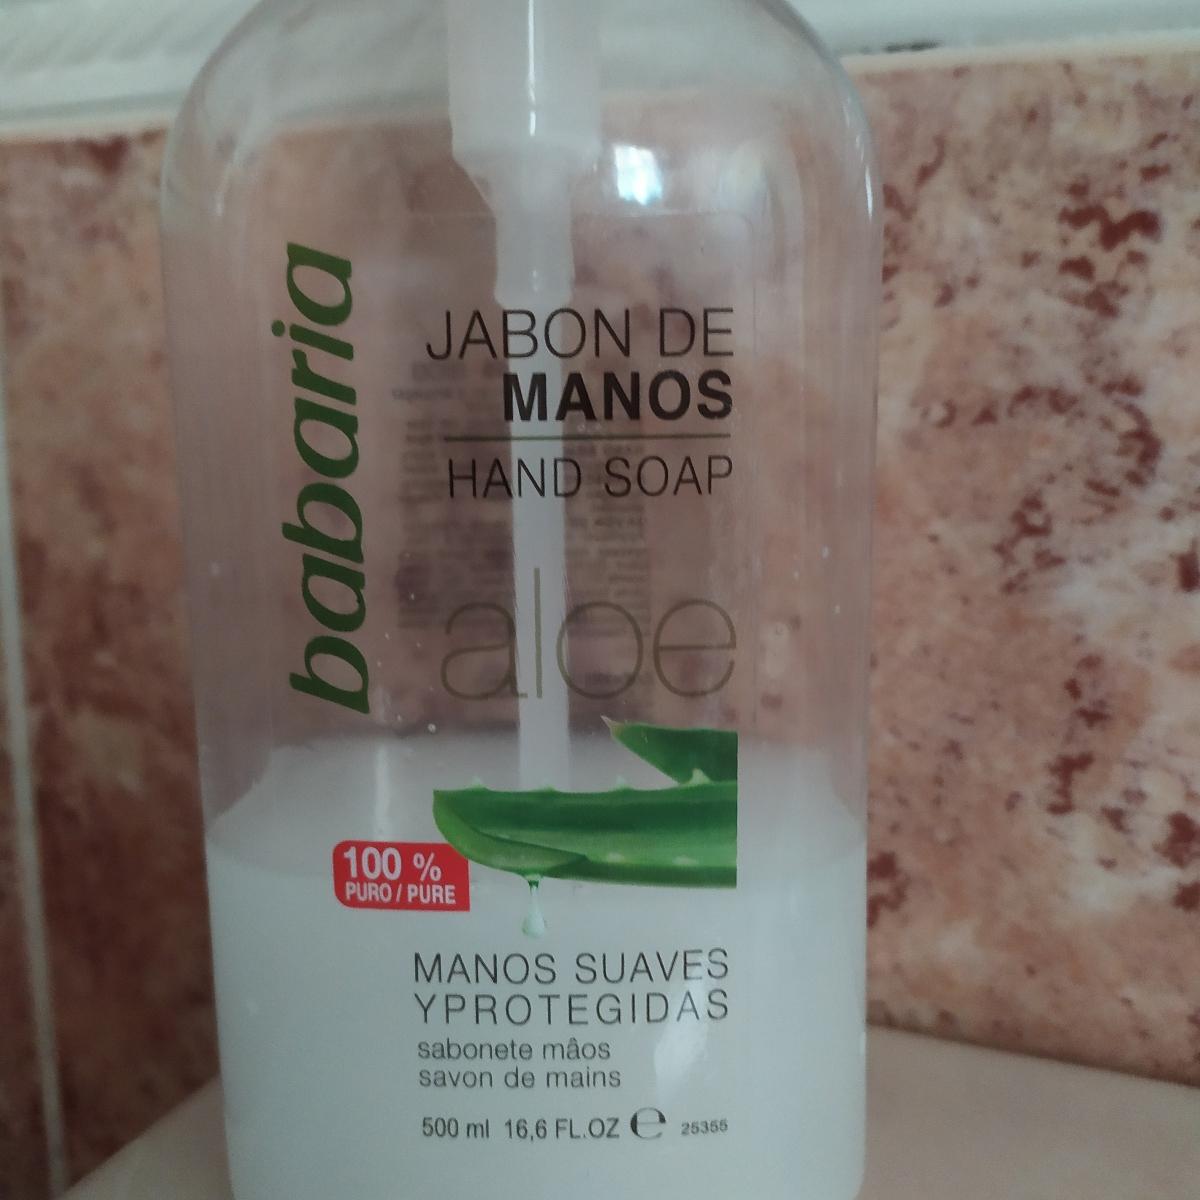 babaria
JABON DE
MANOS
HAND SOAP
aloe
100 %
PURO / PURE
MANOS SUAVES
YPROTEGIDAS
sabonete mâos
savon de mains
500 ml 16,6 FL.OZ ℮ 25355